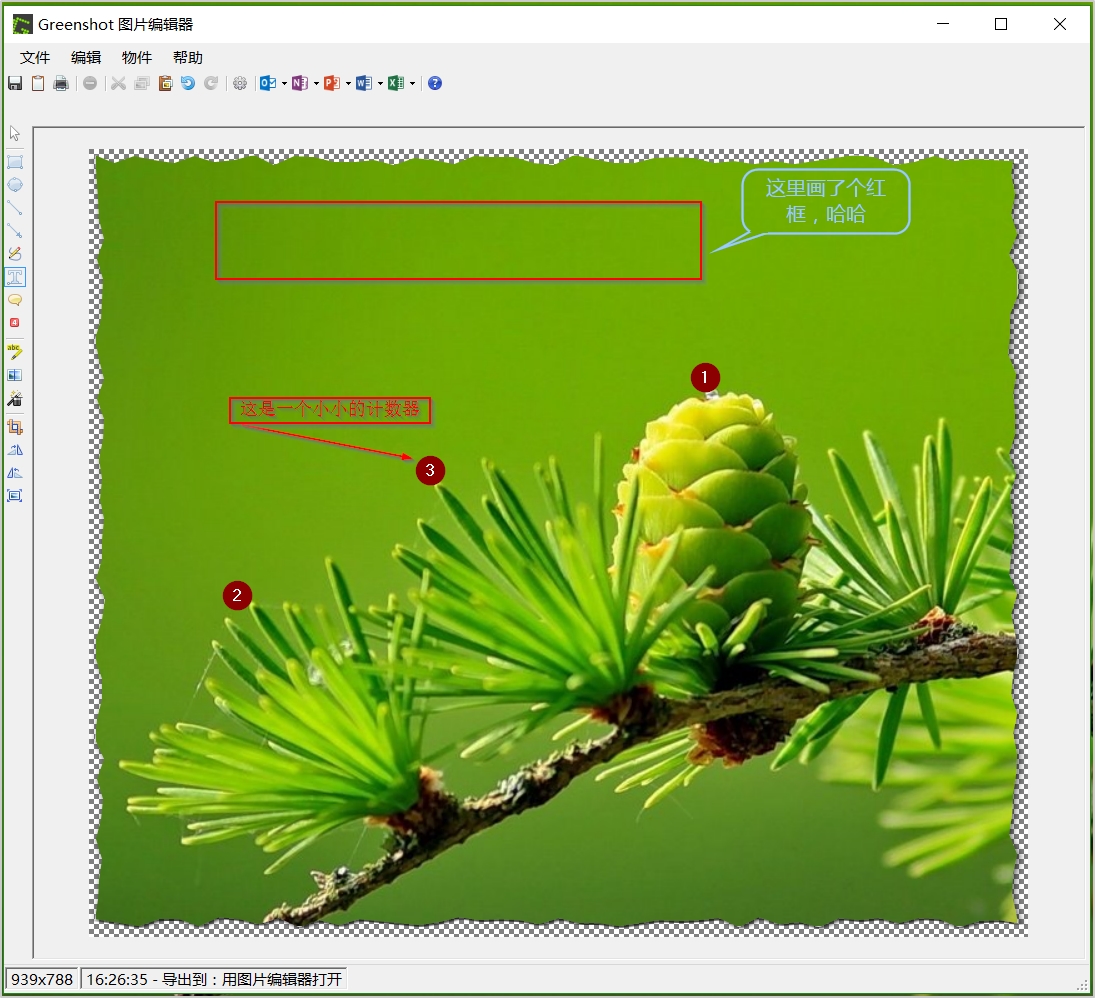 Greenshot 图片编辑器
文件 编辑 物件 帮助
这里画了个红
框，哈哈
1
这是一个小小的计数器
3
2
939x788 16:26:35 - 导出到：用图片编辑器打开